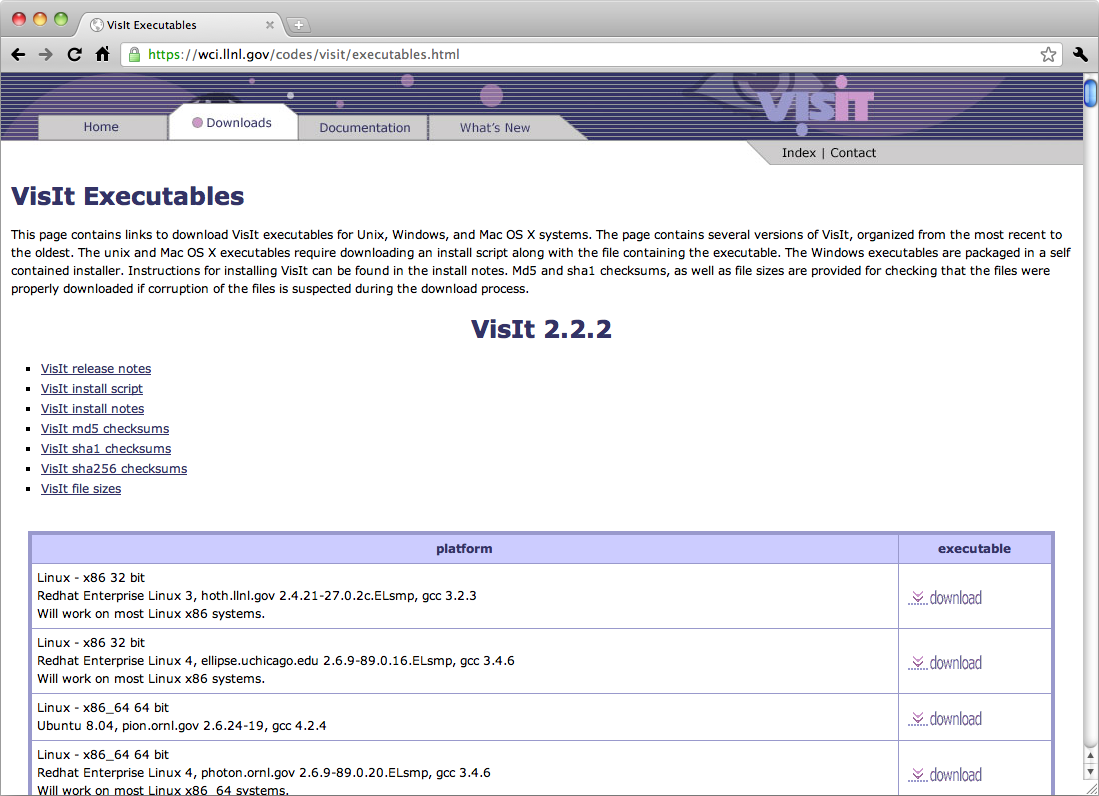 VisIt Executables
https://wci.llnl.gov/codes/visit/executables.html
Home
Downloads
Documentation
What's New
VISIT
Index | Contact
VisIt Executables
This page contains links to download VisIt executables for Unix, Windows, and Mac OS X systems. The page contains several versions of VisIt, organized from the most recent to
the oldest. The unix and Mac OS X executables require downloading an install script along with the file containing the executable. The Windows executables are packaged in a self
contained installer. Instructions for installing VisIt can be found in the install notes. Md5 and sha1 checksums, as well as file sizes are provided for checking that the files were
properly downloaded if corruption of the files is suspected during the download process.
VisIt 2.2.2
VisIt release notes
VisIt install script
VisIt install notes
VisIt md5 checksums
VisIt sha1 checksums
VisIt sha256 checksums
VisIt file sizes
platform
executable
Linux - x86 32 bit
Redhat Enterprise Linux 3, hoth.llnl.gov 2.4.21-27.0.2c.ELsmp, gcc 3.2.3
Will work on most Linux x86 systems.
download
Linux - x86 32 bit
Redhat Enterprise Linux 4, ellipse.uchicago.edu 2.6.9-89.0.16.ELsmp, gcc 3.4.6
Will work on most Linux x86 systems.
download
Linux - x86_64 64 bit
Ubuntu 8.04, pion.ornl.gov 2.6.24-19, gcc 4.2.4
download
Linux - x86_64 64 bit
Redhat Enterprise Linux 4, photon.ornl.gov 2.6.9-89.0.20.ELsmp, gcc 3.4.6
Will work on most Linux x86_64 systems.
download